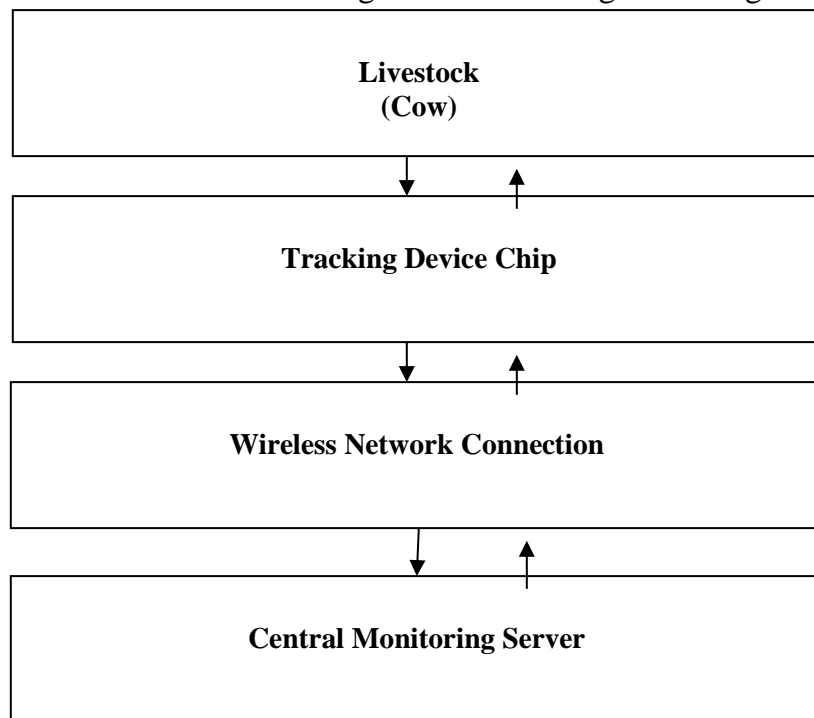 Livestock
(Cow)
Tracking Device Chip
Wireless Network Connection
Central Monitoring Server